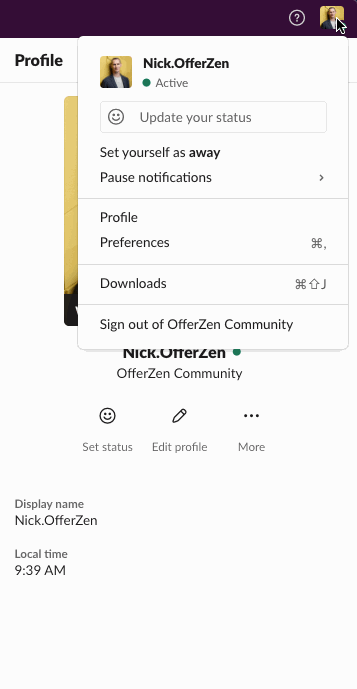 Profile
Nick.OfferZen
Active
Update your status
Set yourself as away
Pause notifications
Profile
Preferences ⌘,
Downloads ⌘⇧J
Sign out of OfferZen Community
Nick.OfferZen
OfferZen Community
Set status Edit profile More
Display name
Nick.OfferZen
Local time
9:39 AM